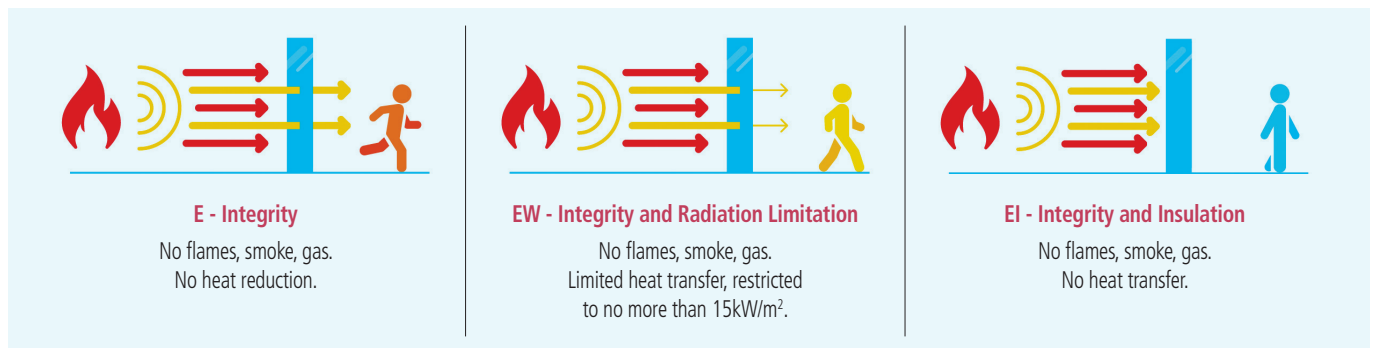 E - Integrity
No flames, smoke, gas.
No heat reduction.
EW - Integrity and Radiation Limitation
No flames, smoke, gas.
Limited heat transfer, restricted
to no more than 15kW/m².
EI - Integrity and Insulation
No flames, smoke, gas.
No heat transfer.